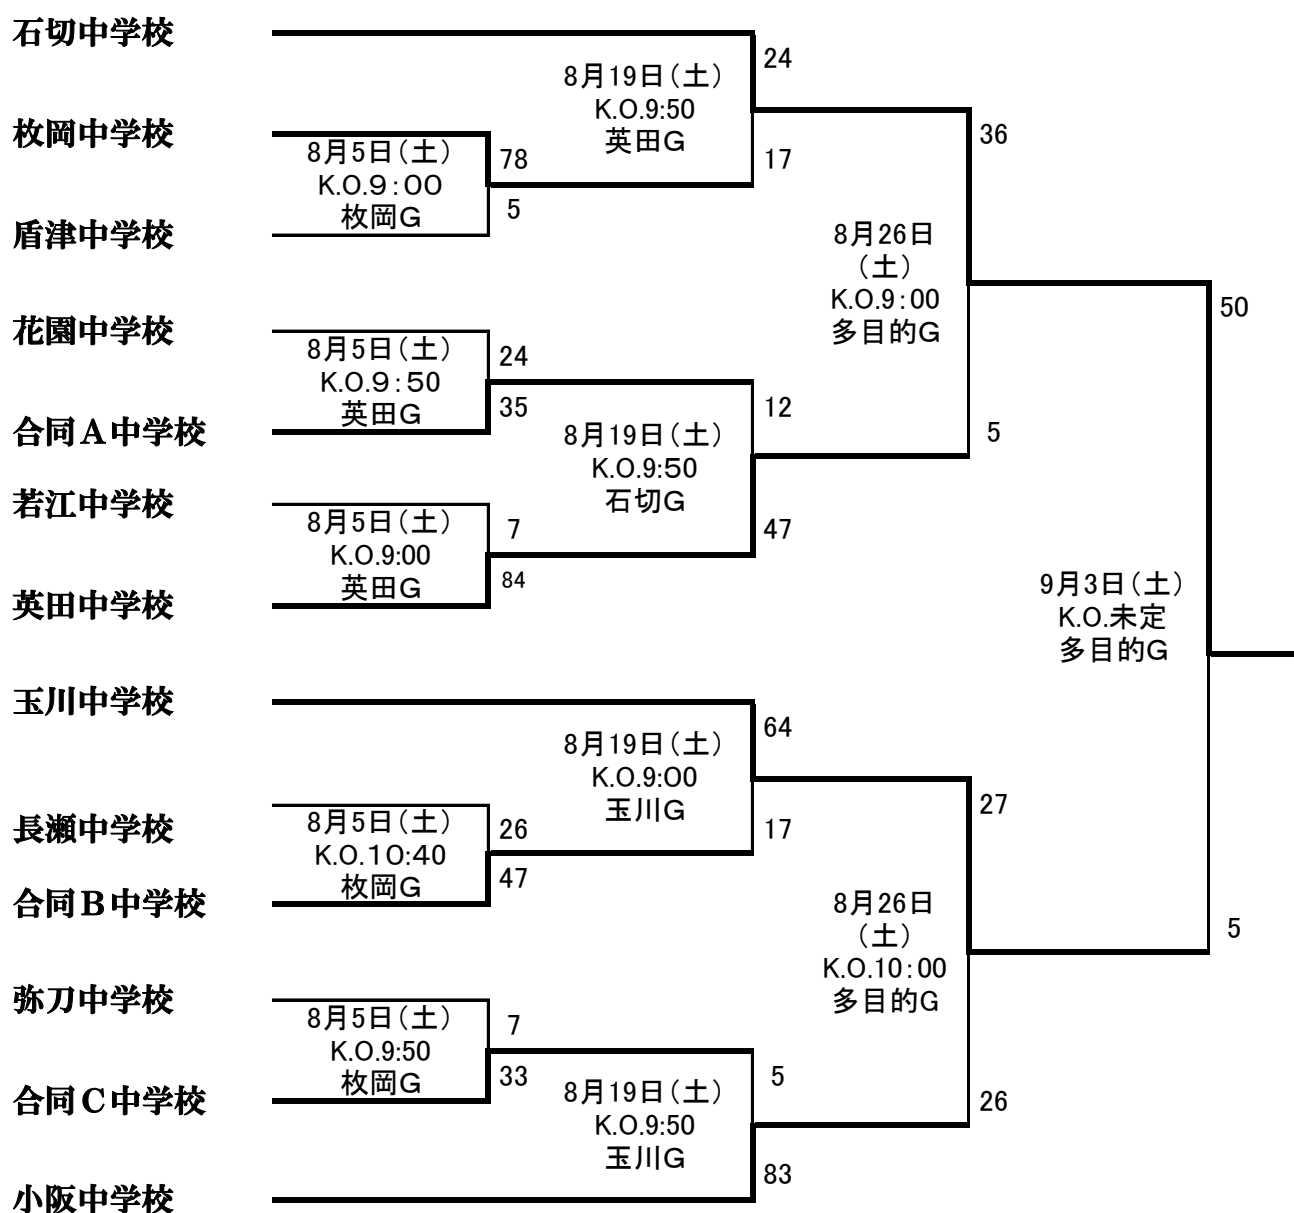 石切中学校
24
8月19日（土）
K.O.9:50
英田G
枚岡中学校
36
8月5日（土）
K.O.９：００
枚岡G
78
17
5
盾津中学校
8月26日
（土）
K.O.9：00
多目的G
50
花園中学校
8月5日（土）
K.O.９：５０
英田G
24
35
12
合同Ａ中学校
8月19日（土）
K.O.9:50
石切G
5
若江中学校
8月5日（土）
K.O.9:00
英田G
7
84
47
英田中学校
9月3日（土）
K.O.未定
多目的G
玉川中学校
64
8月19日（土）
K.O.9:00
玉川G
27
長瀬中学校
8月5日（土）
K.O.１０:４０
枚岡G
26
47
17
合同Ｂ中学校
8月26日
（土）
K.O.10：00
多目的G
5
弥刀中学校
8月5日（土）
K.O.9:50
枚岡G
7
33
5
合同Ｃ中学校
8月19日（土）
K.O.9:50
玉川G
26
83
小阪中学校